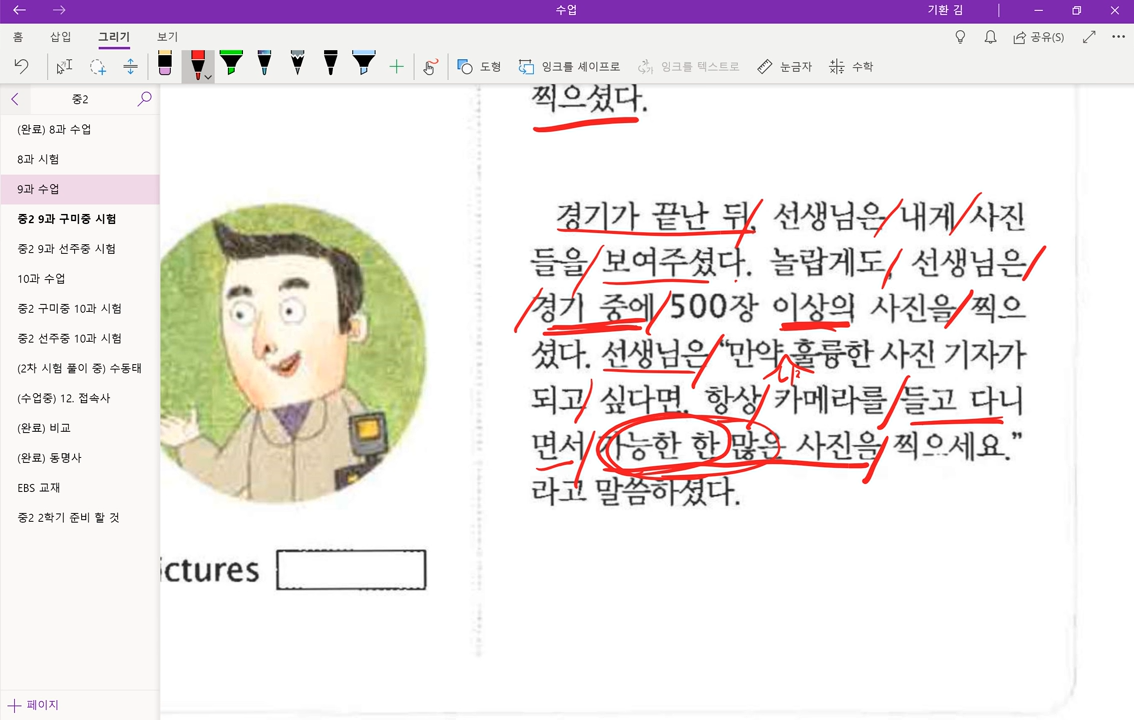 수업
기환 김
홈 삽입 그리기 보기
공유(S)
도형 잉크를 셰이프로 잉크를 텍스트로 눈금자 수학
중2
(완료) 8과 수업
8과 시험
9과 수업
중2 9과 구미중 시험
중2 9과 선주중 시험
10과 수업
중2 구미중 10과 시험
중2 선주중 10과 시험
(2차 시험 풀이 중) 수동태
(수업중) 12. 접속사
(완료) 비교
(완료) 동명사
EBS 교재
중2 2학기 준비 할 것
페이지
찍으셨다.
경기가 끝난 뒤, 선생님은 내게 사진
들을 보여주셨다. 놀랍게도, 선생님은
경기 중에 500장 이상의 사진을 찍으
셨다. 선생님은 “만약 훌륭한 사진 기자가
되고 싶다면, 항상 카메라를 들고 다니
면서 가능한 한 많은 사진을 찍으세요.”
라고 말씀하셨다.
ictures